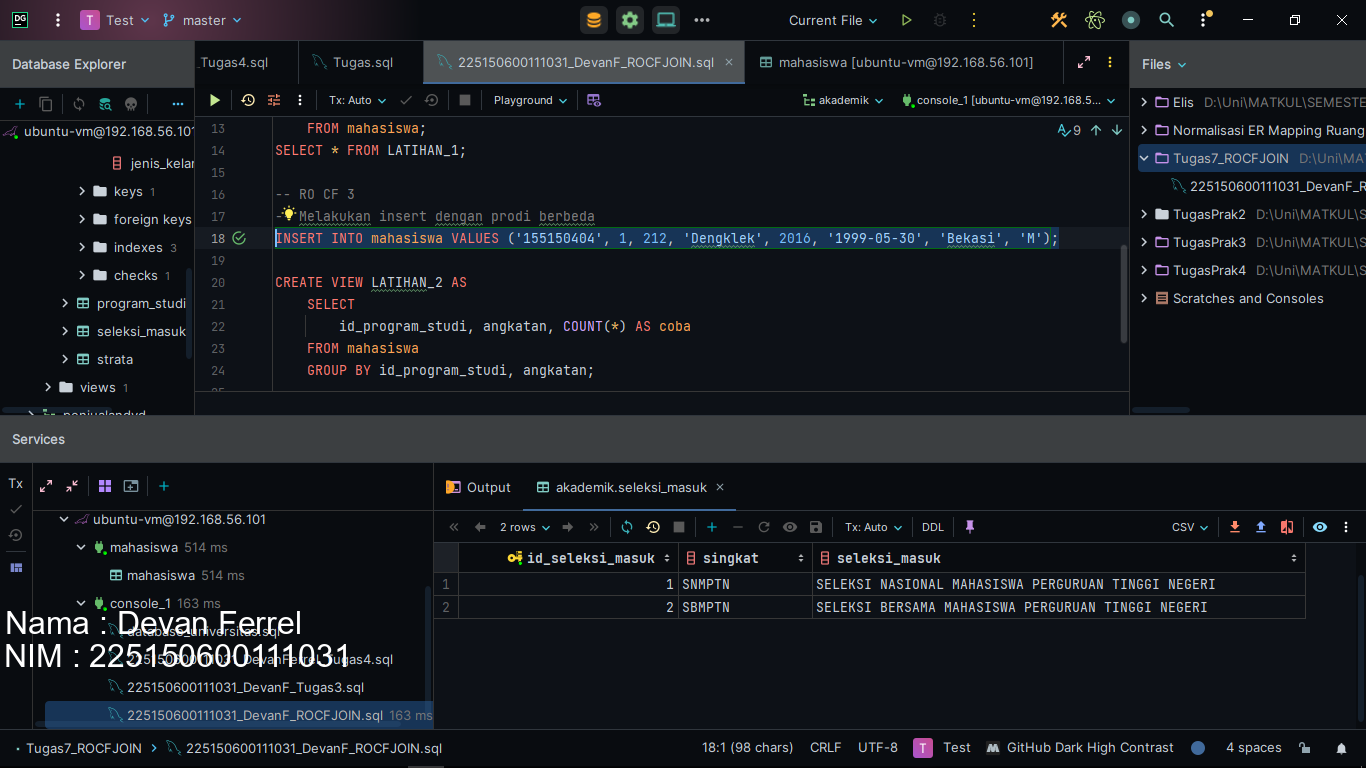 DG
T Test
master
Current File
Database Explorer
Tugas4.sql
Tugas.sql
225150600111031_DevanF_ROCFJOIN.sql
mahasiswa [ubuntu-vm@192.168.56.101]
Files
Tx: Auto
Playground
akademik
console_1 [ubuntu-vm@192.168.5...
ubuntu-vm@192.168.56.101
jenis_kelar
keys 1
foreign keys
indexes 3
checks 1
program_studi
seleksi_masuk
strata
views 1
13 FROM mahasiswa;
9
14 SELECT * FROM LATIHAN_1;
15
16 -- RO CF 3
17 Melakukan insert dengan prodi berbeda
18 INSERT INTO mahasiswa VALUES ('155150404', 1, 212, 'Dengklek', 2016, '1999-05-30', 'Bekasi', 'M');
19
20 CREATE VIEW LATIHAN_2 AS
21 SELECT
22 id_program_studi, angkatan, COUNT(*) AS coba
23 FROM mahasiswa
24 GROUP BY id_program_studi, angkatan;
Elis D:\Uni\MATKUL\SEMESTE
Normalisasi ER Mapping Ruang
Tugas7_ROCFJOIN D:\Uni\MA
225150600111031_DevanF_R
TugasPrak2 D:\Uni\MATKUL\S
TugasPrak3 D:\Uni\MATKUL\S
TugasPrak4 D:\Uni\MATKUL\S
Scratches and Consoles
Services
Tx
ubuntu-vm@192.168.56.101
mahasiswa 514 ms
mahasiswa 514 ms
console_1 163 ms
database_universitas.sql
225150600111031_DevanFerrel_Tugas4.sql
225150600111031_DevanF_Tugas3.sql
225150600111031_DevanF_ROCFJOIN.sql 163 ms
Nama : Devan Ferrel
NIM : 225150600111031
Output
akademik.seleksi_masuk
2 rows
Tx: Auto
DDL
CSV
id_seleksi_masuk singkat seleksi_masuk
1 1 SNMPTN SELEKSI NASIONAL MAHASISWA PERGURUAN TINGGI NEGERI
2 2 SBMPTN SELEKSI BERSAMA MAHASISWA PERGURUAN TINGGI NEGERI
Tugas7_ROCFJOIN
225150600111031_DevanF_ROCFJOIN.sql
18:1 (98 chars)
CRLF
UTF-8
T Test
GitHub Dark High Contrast
4 spaces